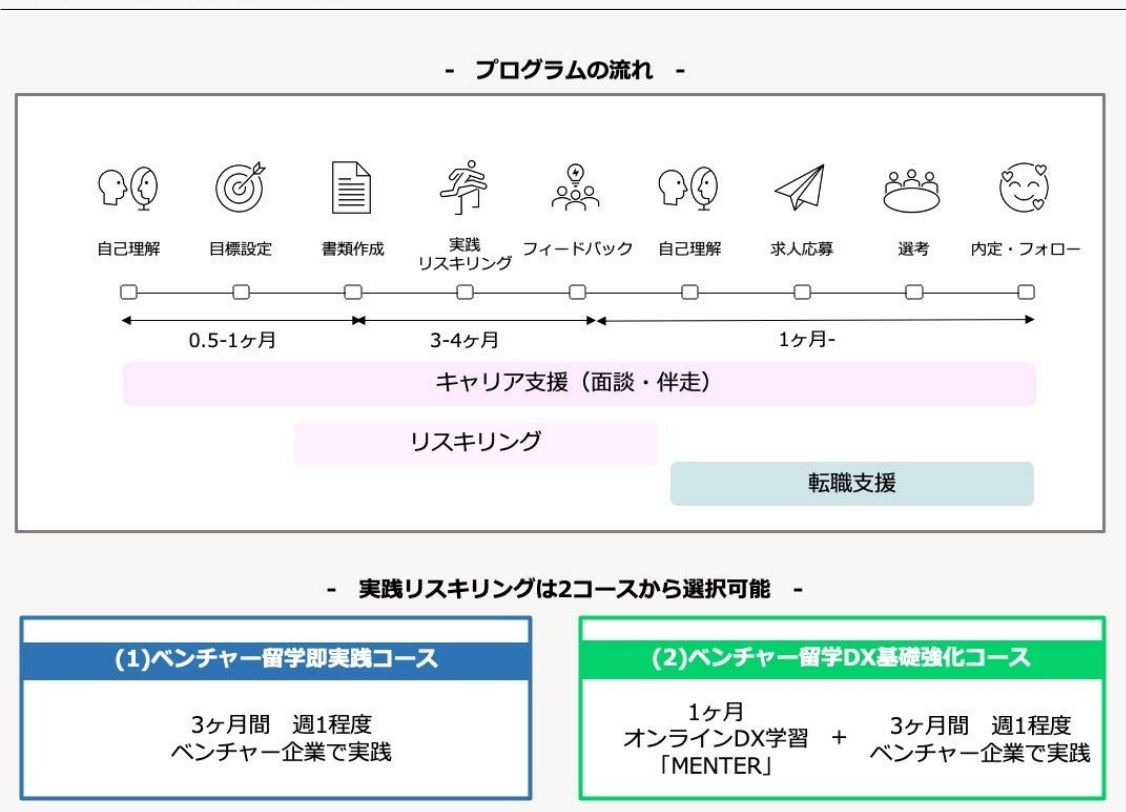 - プログラムの流れ -
自己理解
目標設定
書類作成
実践
リスキリング
フィードバック
自己理解
求人応募
選考
内定・フォロー
0.5-1ヶ月
3-4ヶ月
1ヶ月-
キャリア支援（面談・伴走）
リスキリング
転職支援
- 実践リスキリングは2コースから選択可能 -
(1)ベンチャー留学即実践コース
3ヶ月間　週1程度
ベンチャー企業で実践
(2)ベンチャー留学DX基礎強化コース
1ヶ月
オンラインDX学習
「MENTER」
+
3ヶ月間　週1程度
ベンチャー企業で実践